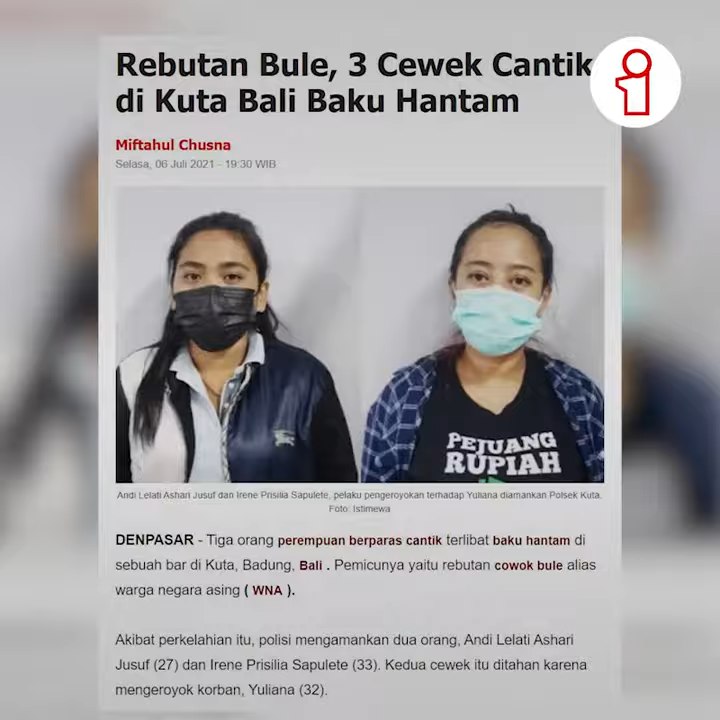 Rebutan Bule, 3 Cewek Cantik
di Kuta Bali Baku Hantam
Miftahul Chusna
Selasa, 06 Juli 2021 - 19:30 WIB
PEJUANG
RUPIAH
Andi Lelati Ashari Jusuf dan Irene Prisilia Sapulete, pelaku pengeroyokan terhadap Yuliana diamankan Polsek Kuta.
Foto: Istimewa
DENPASAR - Tiga orang perempuan berparas cantik terlibat baku hantam di
sebuah bar di Kuta, Badung, Bali . Pemicunya yaitu rebutan cowok bule alias
warga negara asing ( WNA ).
Akibat perkelahian itu, polisi mengamankan dua orang, Andi Lelati Ashari
Jusuf (27) dan Irene Prisilia Sapulete (33). Kedua cewek itu ditahan karena
mengeroyok korban, Yuliana (32).